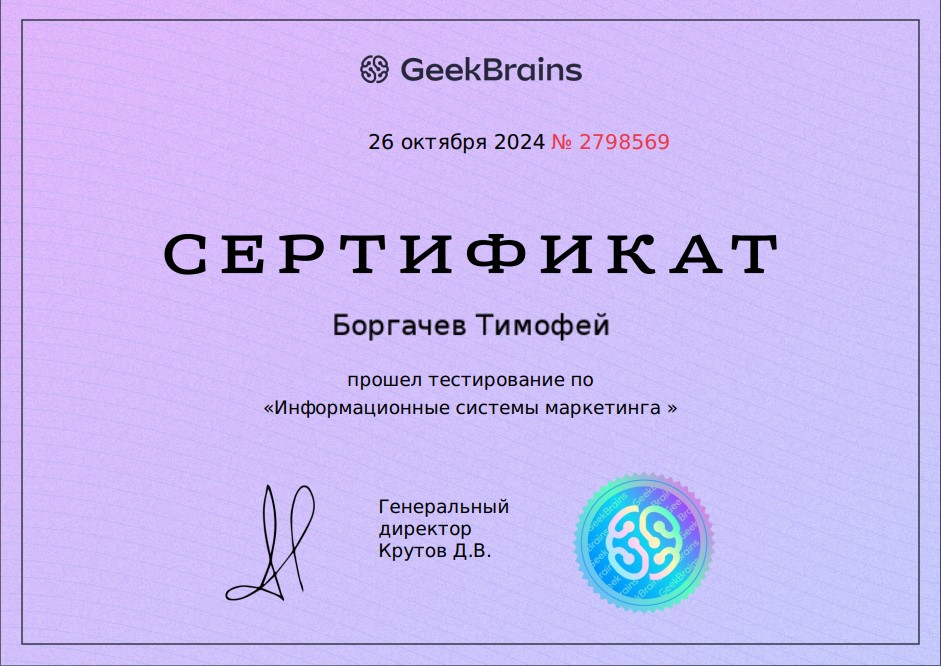 GeekBrains
26 октября 2024 № 2798569
СЕРТИФИКАТ
Боргачев Тимофей
прошел тестирование по
«Информационные системы маркетинга »
Генеральный
директор
Крутов Д.В.